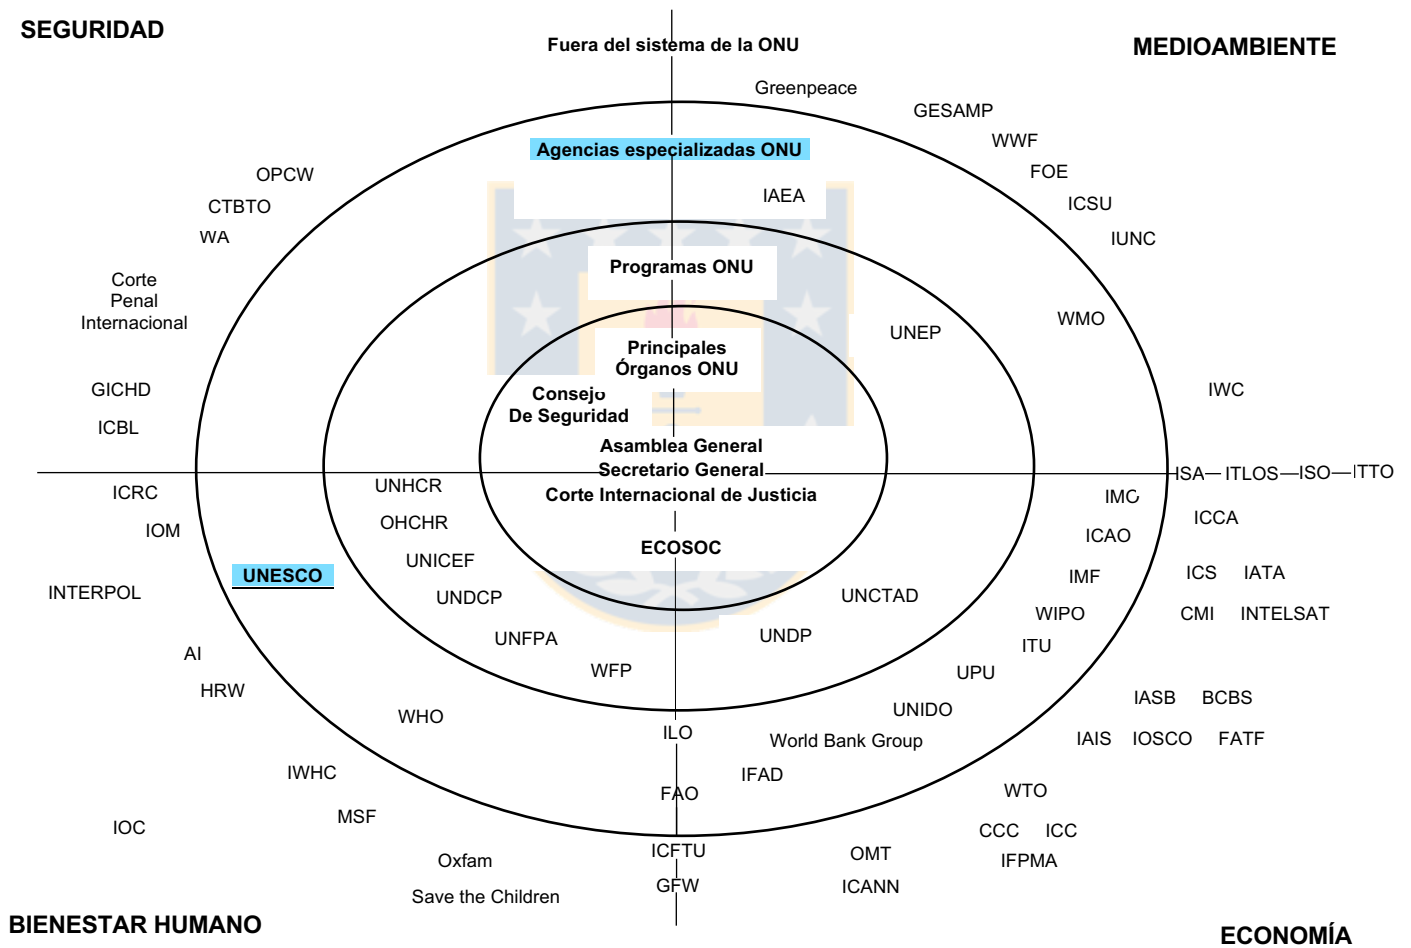 SEGURIDAD
Fuera del sistema de la ONU
MEDIOAMBIENTE
Greenpeace
GESAMP
WWF
Agencias especializadas ONU
FOE
OPCW
IAEA
ICSU
CTBTO
WA
IUNC
Programas ONU
Corte
Penal
Internacional
WMO
UNEP
Principales
Órganos ONU
GICHD
Consejo
De Seguridad
IWC
ICBL
Asamblea General
Secretario General
ISA ITLOS ISO ITTO
ICRC
UNHCR
Corte Internacional de Justicia
IMO
IOM
OHCHR
ICAO
ICCA
ECOSOC
UNICEF
UNESCO
IMF
ICS IATA
INTERPOL
UNDCP
UNCTAD
WIPO
CMI INTELSAT
UNFPA
UNDP
ITU
AI
WFP
UPU
HRW
IASB BCBS
WHO
UNIDO
ILO
World Bank Group
IAIS IOSCO FATF
IWHC
IFAD
FAO
WTO
MSF
IOC
CCC ICC
ICFTU
OMT
IFPMA
Oxfam
GFW
ICANN
Save the Children
BIENESTAR HUMANO
ECONOMÍA